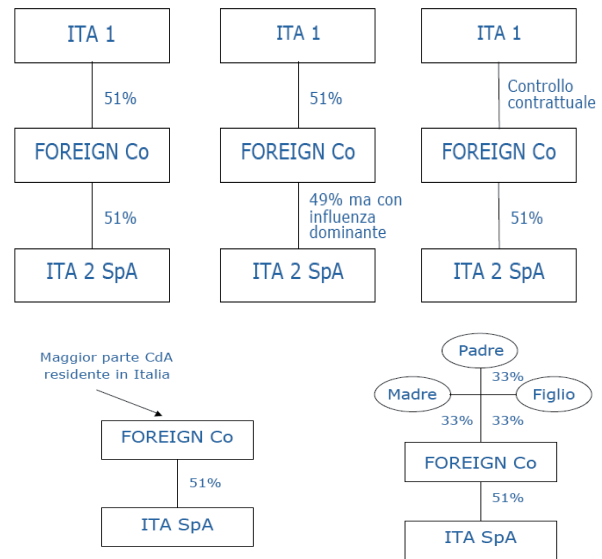 ITA 1
51%
FOREIGN Co
51%
ITA 2 SpA
ITA 1
51%
FOREIGN Co
49% ma con
influenza
dominante
ITA 2 SpA
ITA 1
Controllo
contrattuale
FOREIGN Co
51%
ITA 2 SpA
Maggior parte CdA
residente in Italia
FOREIGN Co
51%
ITA SpA
Padre
33%
Madre
Figlio
33%
33%
FOREIGN Co
51%
ITA SpA